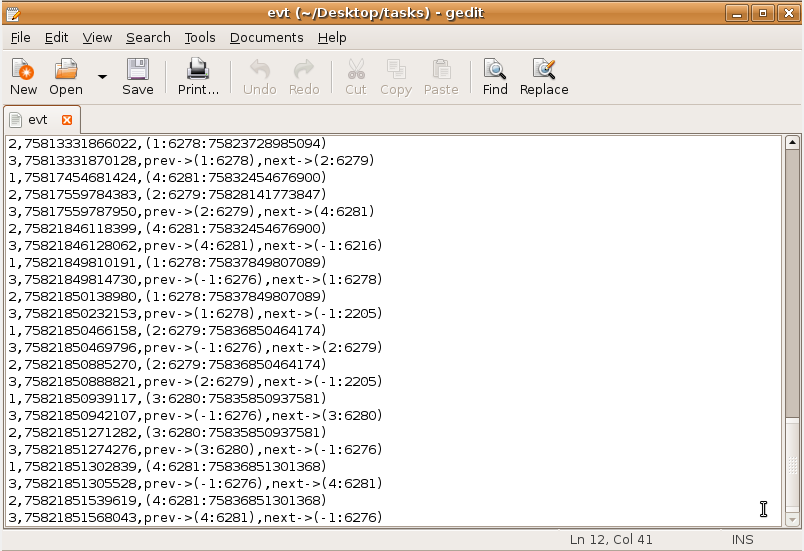 evt (~/Desktop/tasks) - gedit
File Edit View Search Tools Documents Help
New Open Save Print... Undo Redo Cut Copy Paste Find Replace
evt
2,75813331866022,(1:6278:75823728985094)
3,75813331870128,prev->(1:6278),next->(2:6279)
1,75817454681424,(4:6281:75832454676900)
2,75817559784383,(2:6279:75828141773847)
3,75817559787950,prev->(2:6279),next->(4:6281)
2,75821846118399,(4:6281:75832454676900)
3,75821846128062,prev->(4:6281),next->(-1:6216)
1,75821849810191,(1:6278:75837849807089)
3,75821849814730,prev->(-1:6276),next->(1:6278)
2,75821850138980,(1:6278:75837849807089)
3,75821850232153,prev->(1:6278),next->(-1:2205)
1,75821850466158,(2:6279:75836850464174)
3,75821850469796,prev->(-1:6276),next->(2:6279)
2,75821850885270,(2:6279:75836850464174)
3,75821850888821,prev->(2:6279),next->(-1:2205)
1,75821850939117,(3:6280:75835850937581)
3,75821850942107,prev->(-1:6276),next->(3:6280)
2,75821851271282,(3:6280:75835850937581)
3,75821851274276,prev->(3:6280),next->(-1:6276)
1,75821851302839,(4:6281:75836851301368)
3,75821851305528,prev->(-1:6276),next->(4:6281)
2,75821851539619,(4:6281:75836851301368)
3,75821851568043,prev->(4:6281),next->(-1:6276)
Ln 12, Col 41 INS